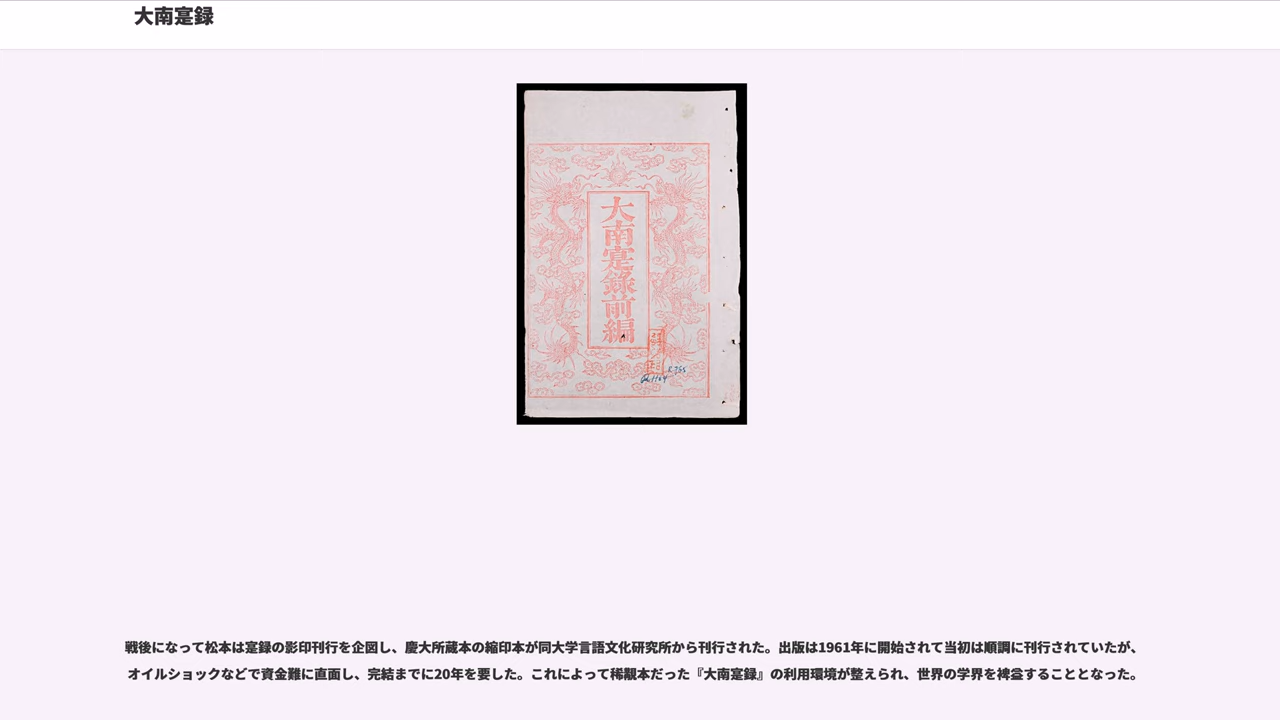 大南寔録
大南寔錄前編
R.755
戦後になって松本は寔録の影印刊行を企図し、慶大所蔵本の縮印本が同大学言語文化研究所から刊行された。出版は1961年に開始されて当初は順調に刊行されていたが、
オイルショックなどで資金難に直面し、完結までに20年を要した。これによって稀覯本だった『大南寔録』の利用環境が整えられ、世界の学界を裨益することとなった。